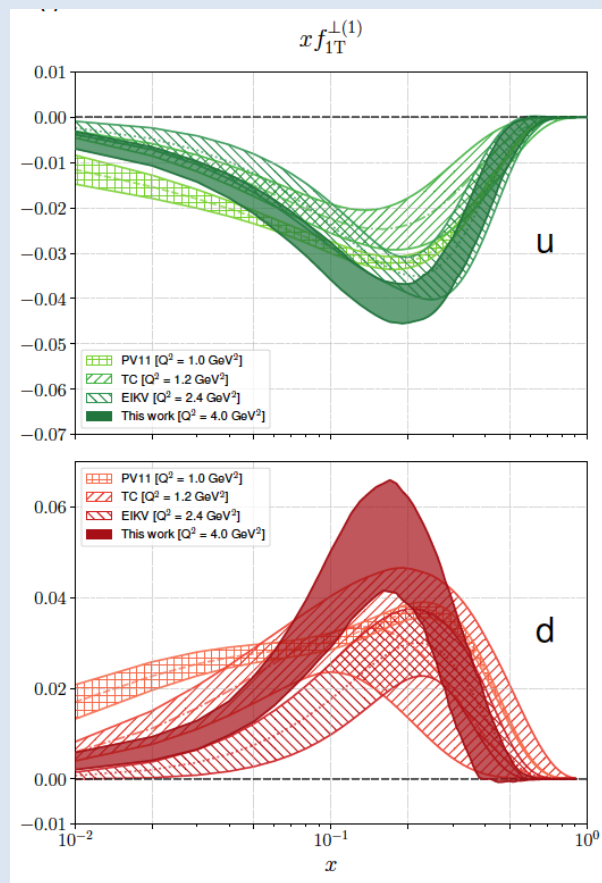 xf_{1T}^{⊥(1)}
0.01
0.00
−0.01
−0.02
−0.03
−0.04
−0.05
−0.06
−0.07
u
PV11 [Q² = 1.0 GeV²]
TC [Q² = 1.2 GeV²]
EIKV [Q² = 2.4 GeV²]
This work [Q² = 4.0 GeV²]
PV11 [Q² = 1.0 GeV²]
TC [Q² = 1.2 GeV²]
EIKV [Q² = 2.4 GeV²]
This work [Q² = 4.0 GeV²]
0.06
0.04
0.02
0.00
−0.01
d
10⁻² 10⁻¹ 10⁰
x